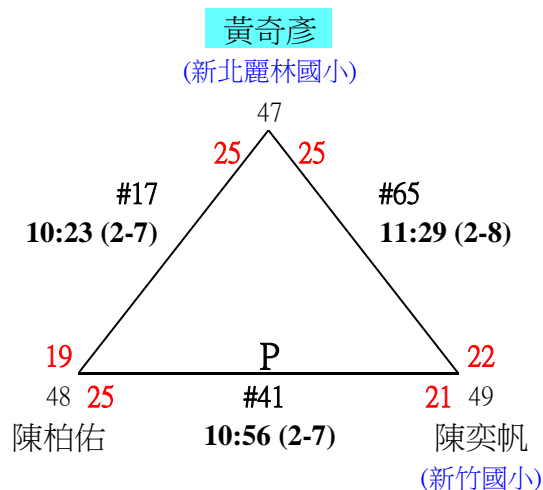 黃奇彥
(新北麗林國小)
47
25 25
#17 #65
10:23 (2-7) 11:29 (2-8)
19 P 22
48 25 #41 21 49
陳柏佑 10:56 (2-7) 陳奕帆
(新竹國小)